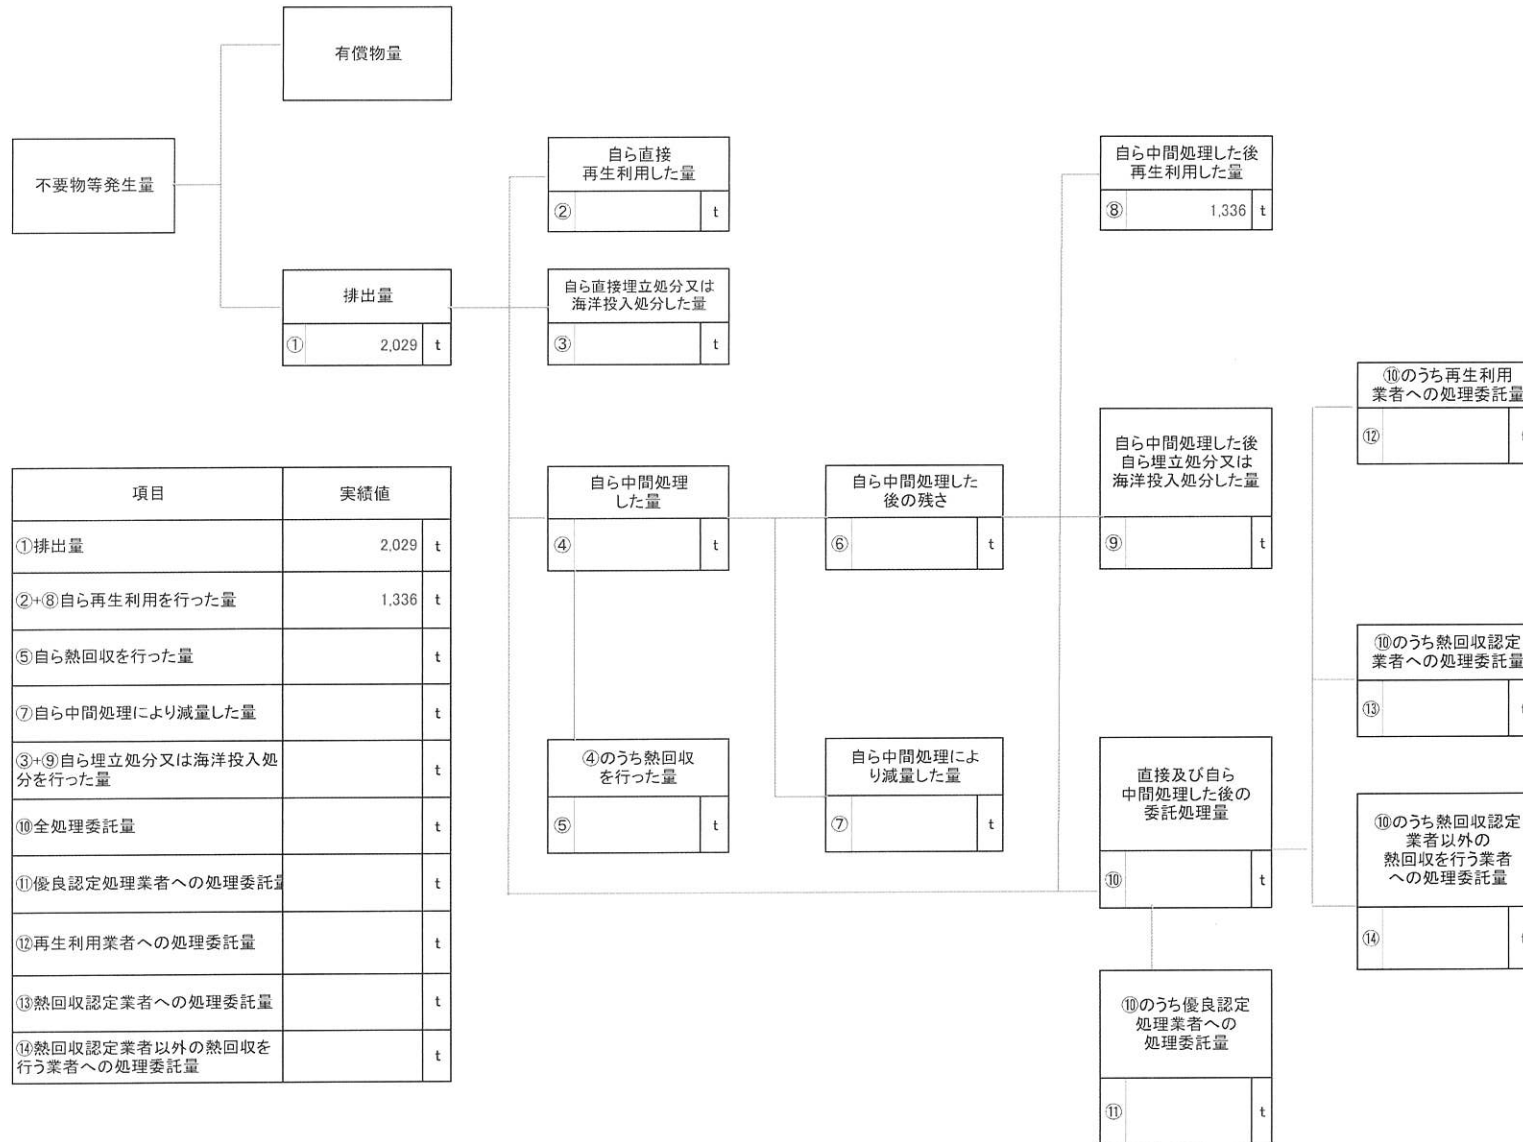 有償物量
不要物等発生量
排出量
① 2,029 t
自ら直接
再生利用した量
② t
自ら直接埋立処分又は
海洋投入処分した量
③ t
自ら中間処理
した量
④ t
④のうち熱回収
を行った量
⑤ t
自ら中間処理した
後の残さ
⑥ t
自ら中間処理によ
り減量した量
⑦ t
自ら中間処理した後
再生利用した量
⑧ 1,336 t
自ら中間処理した後
自ら埋立処分又は
海洋投入処分した量
⑨ t
直接及び自ら
中間処理した後の
委託処理量
⑩ t
⑩のうち優良認定
処理業者への
処理委託量
⑪ t
⑩のうち再生利用
業者への処理委託量
⑫
⑩のうち熱回収認定
業者への処理委託量
⑬
⑩のうち熱回収認定
業者以外の
熱回収を行う業者
への処理委託量
⑭
項目 実績値
①排出量 2,029 t
②+⑧自ら再生利用を行った量 1,336 t
⑤自ら熱回収を行った量 t
⑦自ら中間処理により減量した量 t
③+⑨自ら埋立処分又は海洋投入処
分を行った量 t
⑩全処理委託量 t
⑪優良認定処理業者への処理委託量 t
⑫再生利用業者への処理委託量 t
⑬熱回収認定業者への処理委託量 t
⑭熱回収認定業者以外の熱回収を
行う業者への処理委託量 t